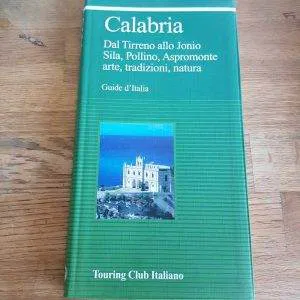 Calabria
Dal Tirreno allo Jonio
Sila, Pollino, Aspromonte
arte, tradizioni, natura
Guide d'Italia
Touring Club Italiano